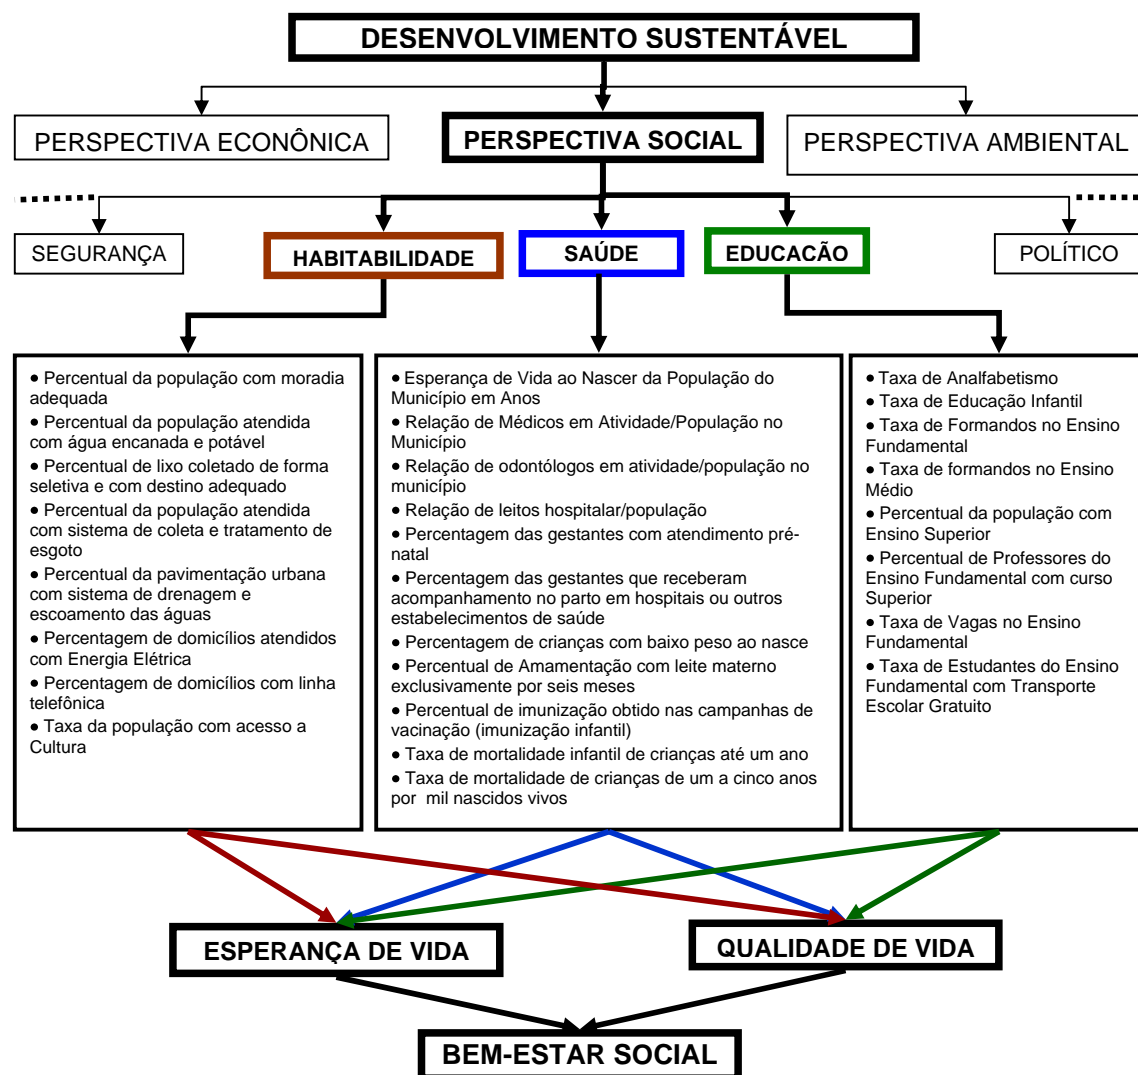 DESENVOLVIMENTO SUSTENTÁVEL
PERSPECTIVA ECONÔNICA
PERSPECTIVA SOCIAL
PERSPECTIVA AMBIENTAL
SEGURANÇA
HABITABILIDADE
SAÚDE
EDUCACÃO
POLÍTICO
● Percentual da população com moradia
adequada
● Percentual da população atendida
com água encanada e potável
● Percentual de lixo coletado de forma
seletiva e com destino adequado
● Percentual da população atendida
com sistema de coleta e tratamento de
esgoto
● Percentual da pavimentação urbana
com sistema de drenagem e
escoamento das águas
● Percentagem de domicílios atendidos
com Energia Elétrica
● Percentagem de domicílios com linha
telefônica
● Taxa da população com acesso a
Cultura
● Esperança de Vida ao Nascer da População do
Município em Anos
● Relação de Médicos em Atividade/População no
Município
● Relação de odontólogos em atividade/população no
município
● Relação de leitos hospitalar/população
● Percentagem das gestantes com atendimento pré-
natal
● Percentagem das gestantes que receberam
acompanhamento no parto em hospitais ou outros
estabelecimentos de saúde
● Percentagem de crianças com baixo peso ao nasce
● Percentual de Amamentação com leite materno
exclusivamente por seis meses
● Percentual de imunização obtido nas campanhas de
vacinação (imunização infantil)
● Taxa de mortalidade infantil de crianças até um ano
● Taxa de mortalidade de crianças de um a cinco anos
por mil nascidos vivos
● Taxa de Analfabetismo
● Taxa de Educação Infantil
● Taxa de Formandos no Ensino
Fundamental
● Taxa de formandos no Ensino
Médio
● Percentual da população com
Ensino Superior
● Percentual de Professores do
Ensino Fundamental com curso
Superior
● Taxa de Vagas no Ensino
Fundamental
● Taxa de Estudantes do Ensino
Fundamental com Transporte
Escolar Gratuito
ESPERANÇA DE VIDA
QUALIDADE DE VIDA
BEM-ESTAR SOCIAL